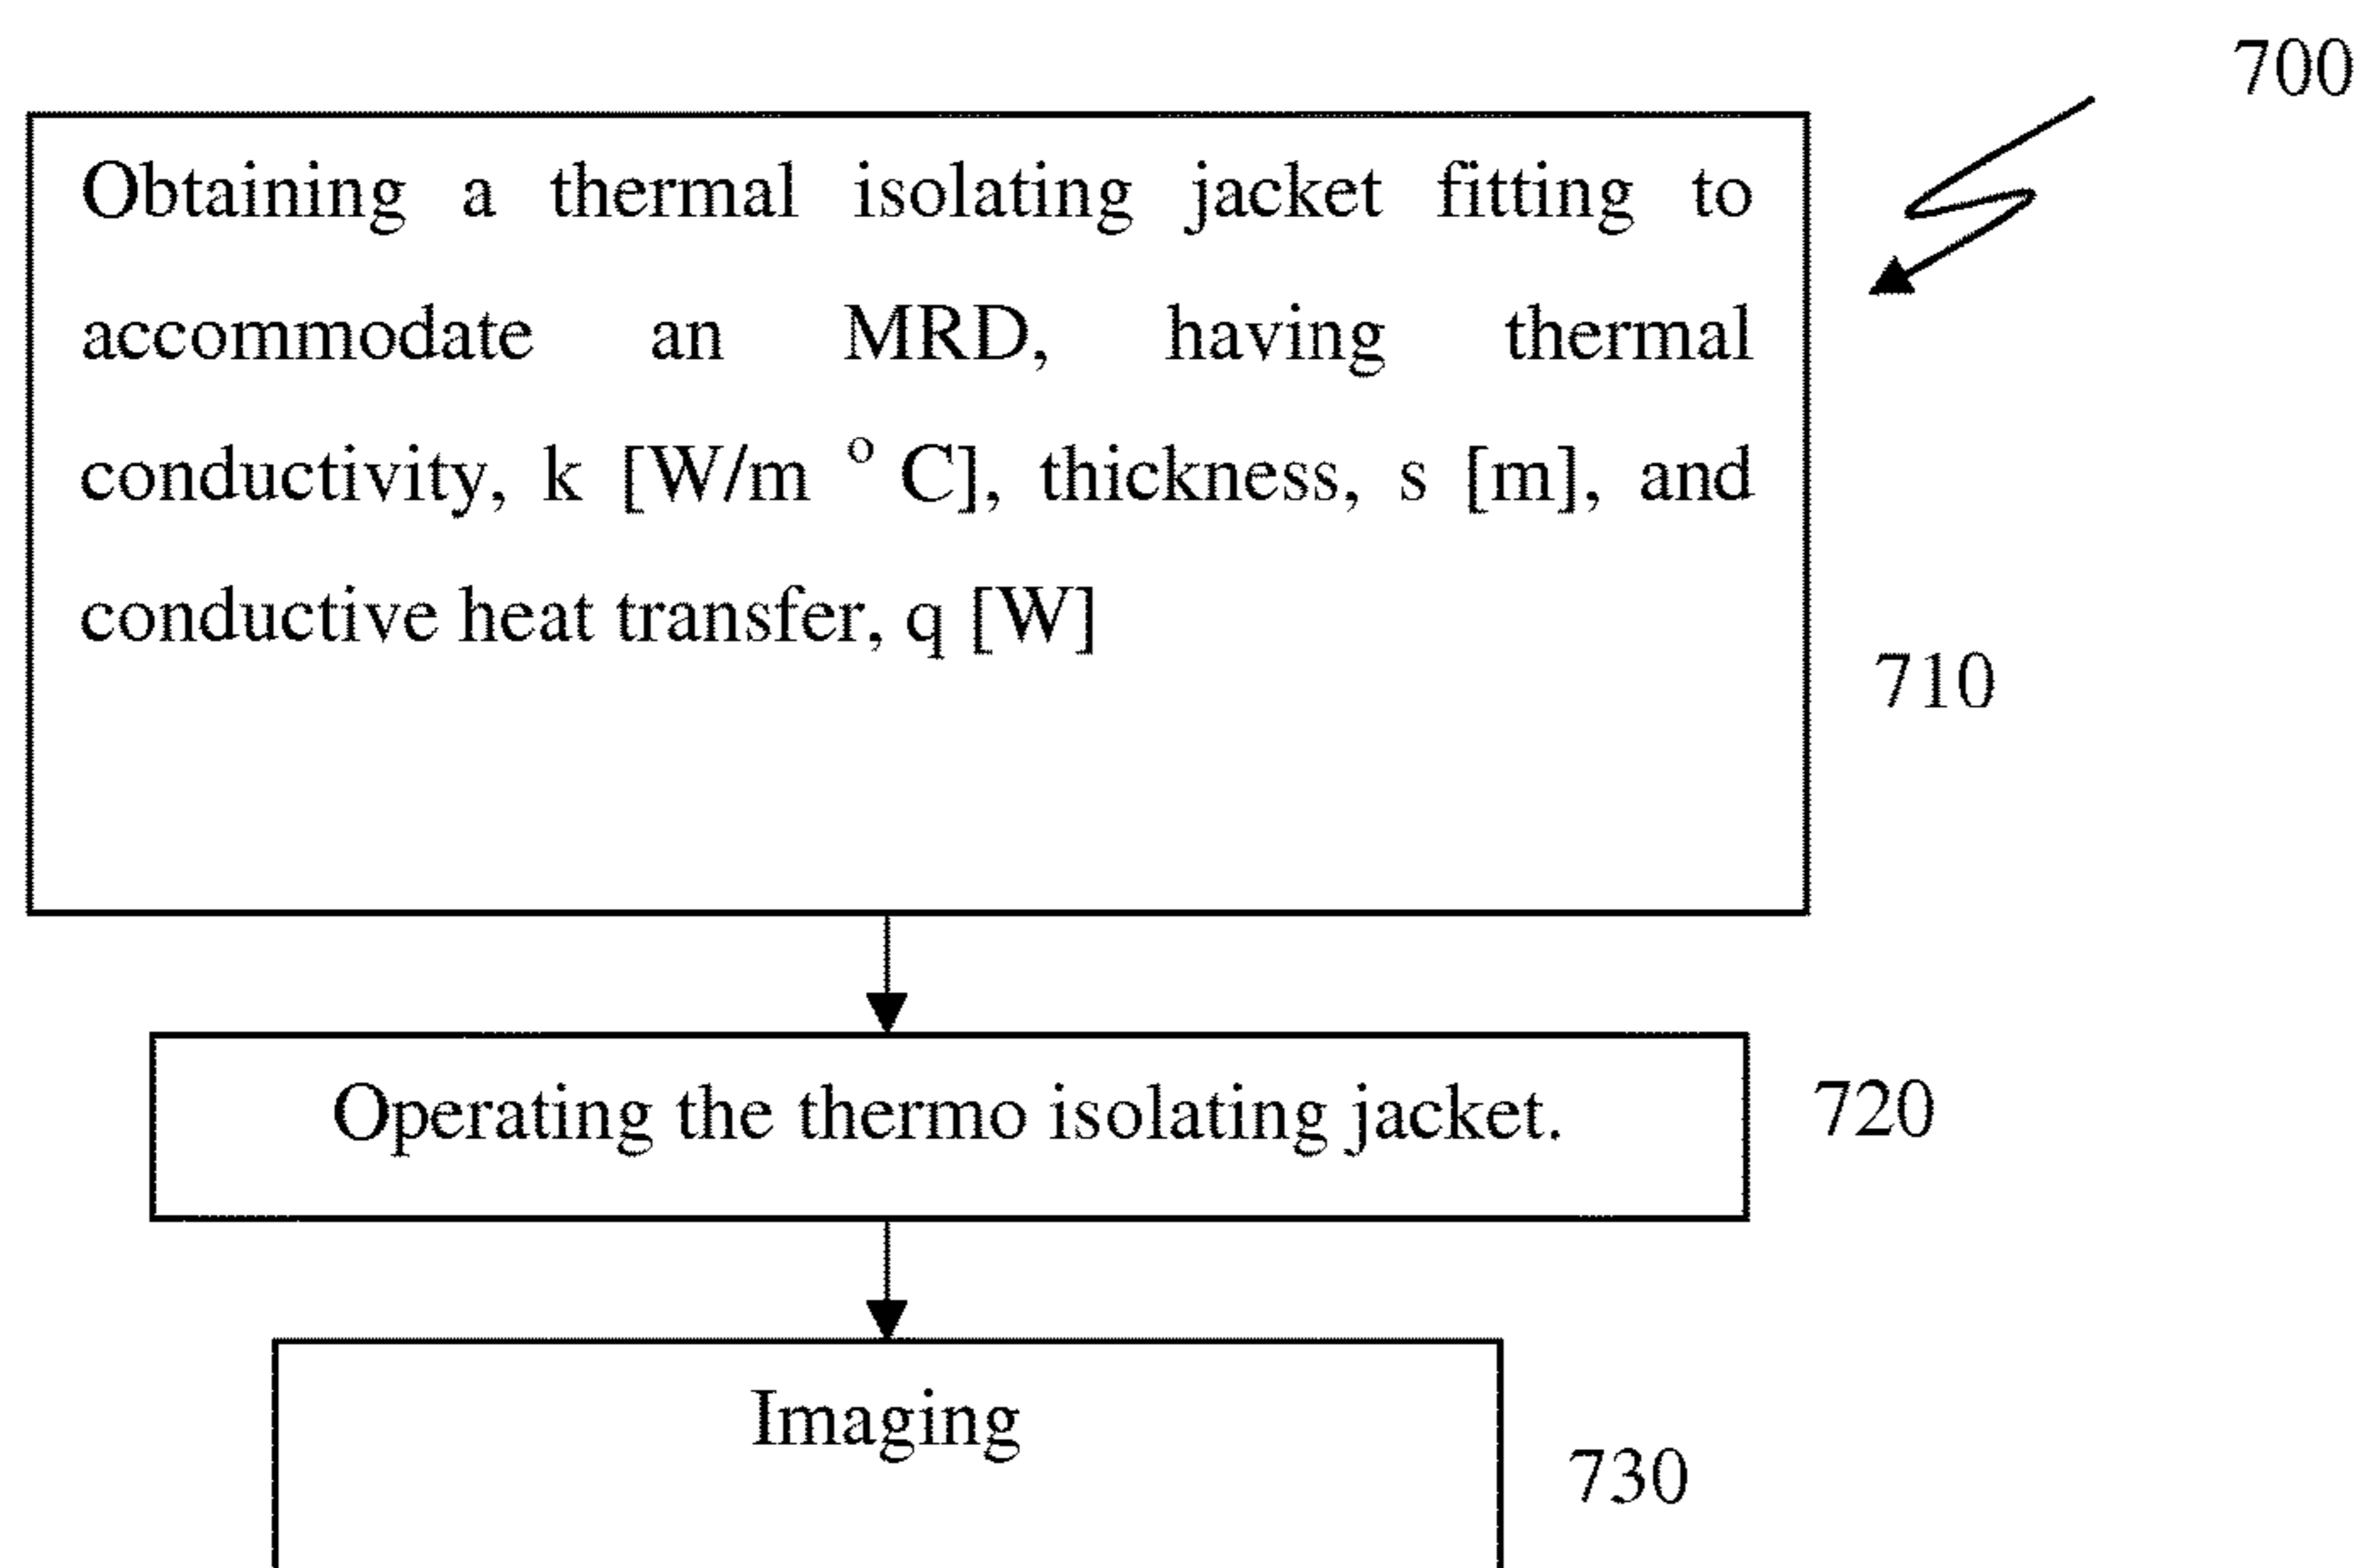 700
Obtaining a thermal isolating jacket fitting to
accommodate an MRD, having thermal
conductivity, k [W/m ° C], thickness, s [m], and
conductive heat transfer, q [W]
710
Operating the thermo isolating jacket.
720
Imaging
730